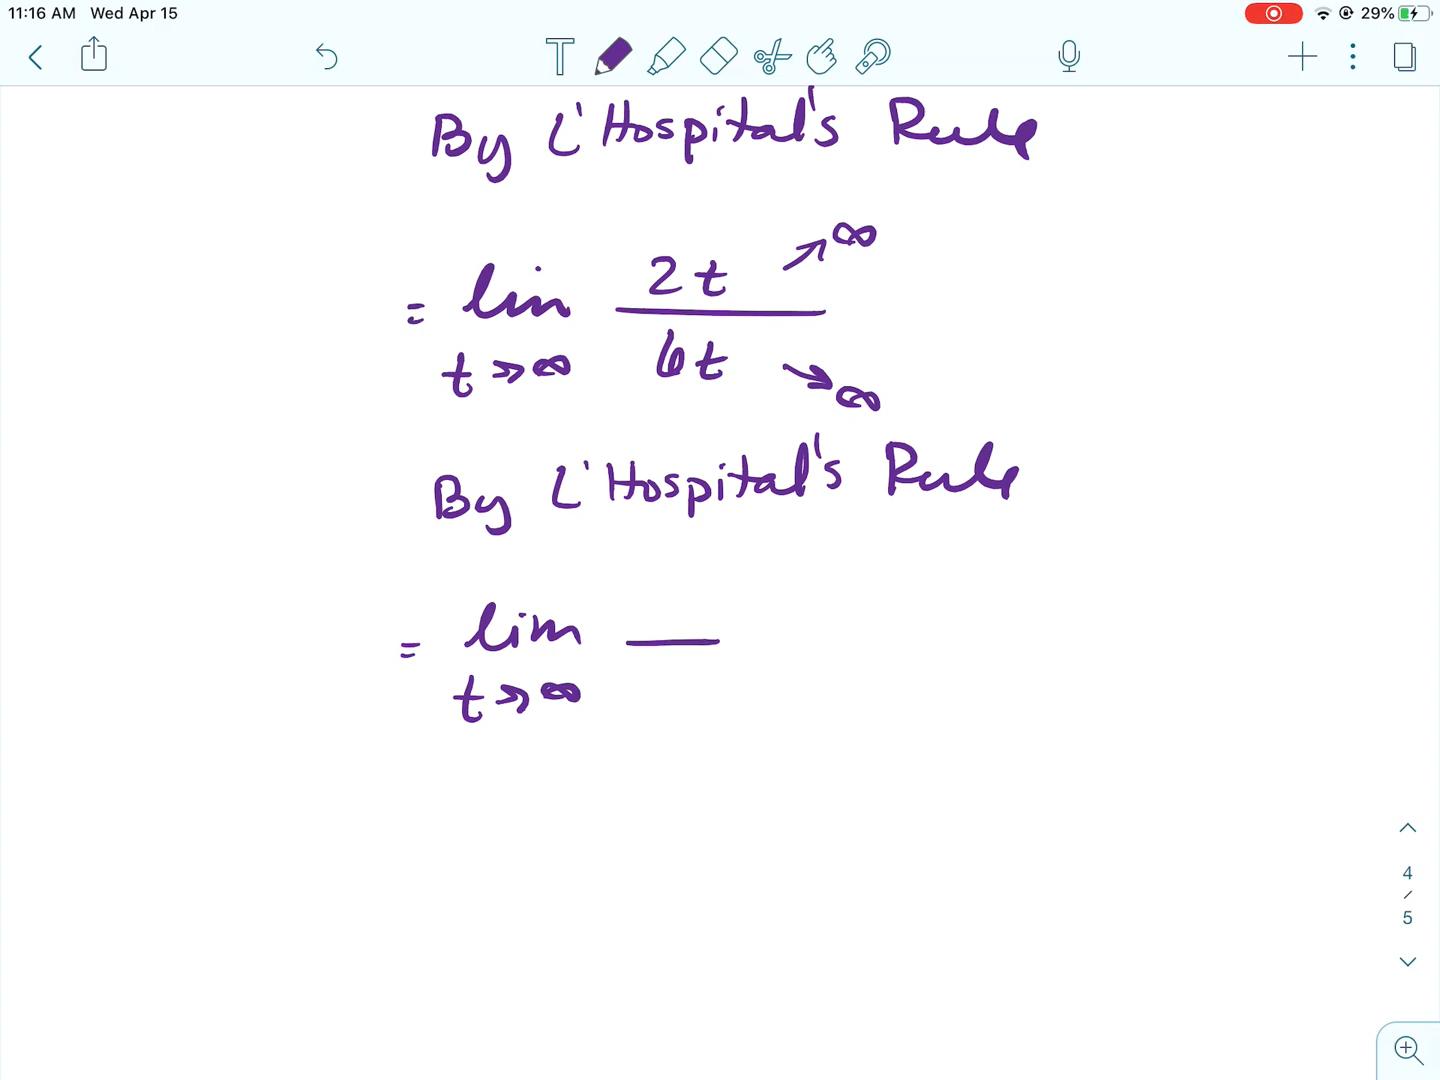 11:16 AM Wed Apr 15 29%
T
By L'Hospital's Rule
= lim 2t ↗ ∞
t → ∞ 6t ↘ ∞
By L'Hospital's Rule
= lim —
t → ∞
4
/
5